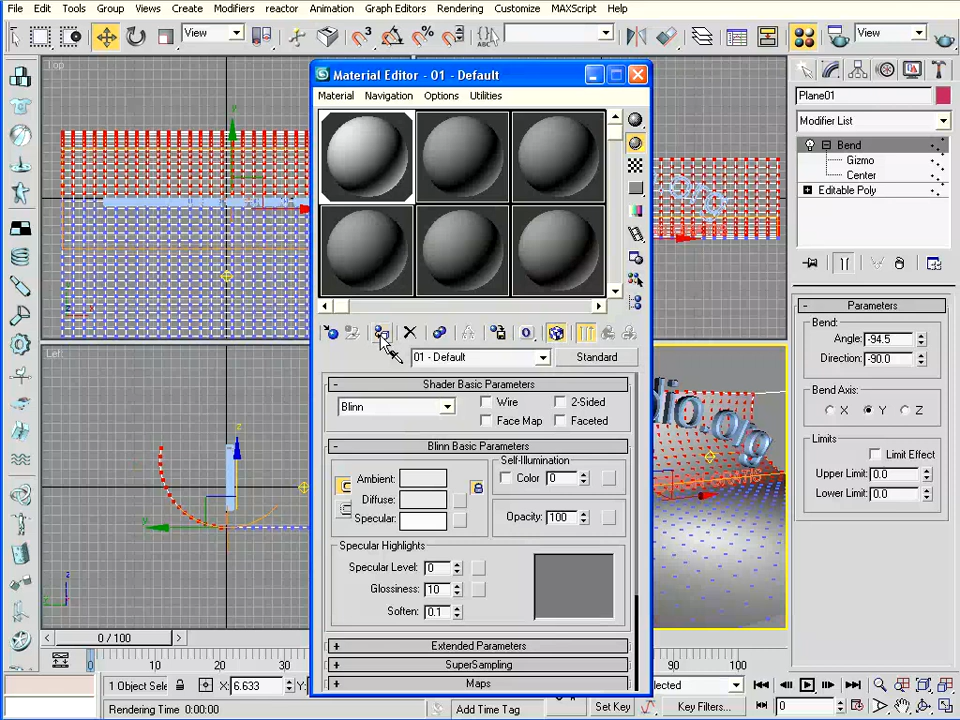 File Edit Tools Group Views Create Modifiers reactor Animation Graph Editors Rendering Customize MAXScript Help
View
View
Top
Material Editor - 01 - Default
Material Navigation Options Utilities
Plane01
Modifier List
Bend
Gizmo
Center
Editable Poly
01 - Default
Standard
Shader Basic Parameters
Blinn
Wire
2-Sided
Face Map
Faceted
Blinn Basic Parameters
Ambient:
Diffuse:
Specular:
Self-Illumination
Color 0
Opacity: 100
Specular Highlights
Specular Level: 0
Glossiness: 10
Soften: 0.1
Extended Parameters
SuperSampling
Maps
Parameters
Bend:
Angle: -94.5
Direction: -90.0
Bend Axis:
X Y Z
Limits
Limit Effect
Upper Limit: 0.0
Lower Limit: 0.0
Left
0 / 100
0 10 20 30
90 100
1 Object Sele
X: 6.633
Y:
Rendering Time 0:00:00
Add Time Tag
Set Key
Key Filters...
elected
0